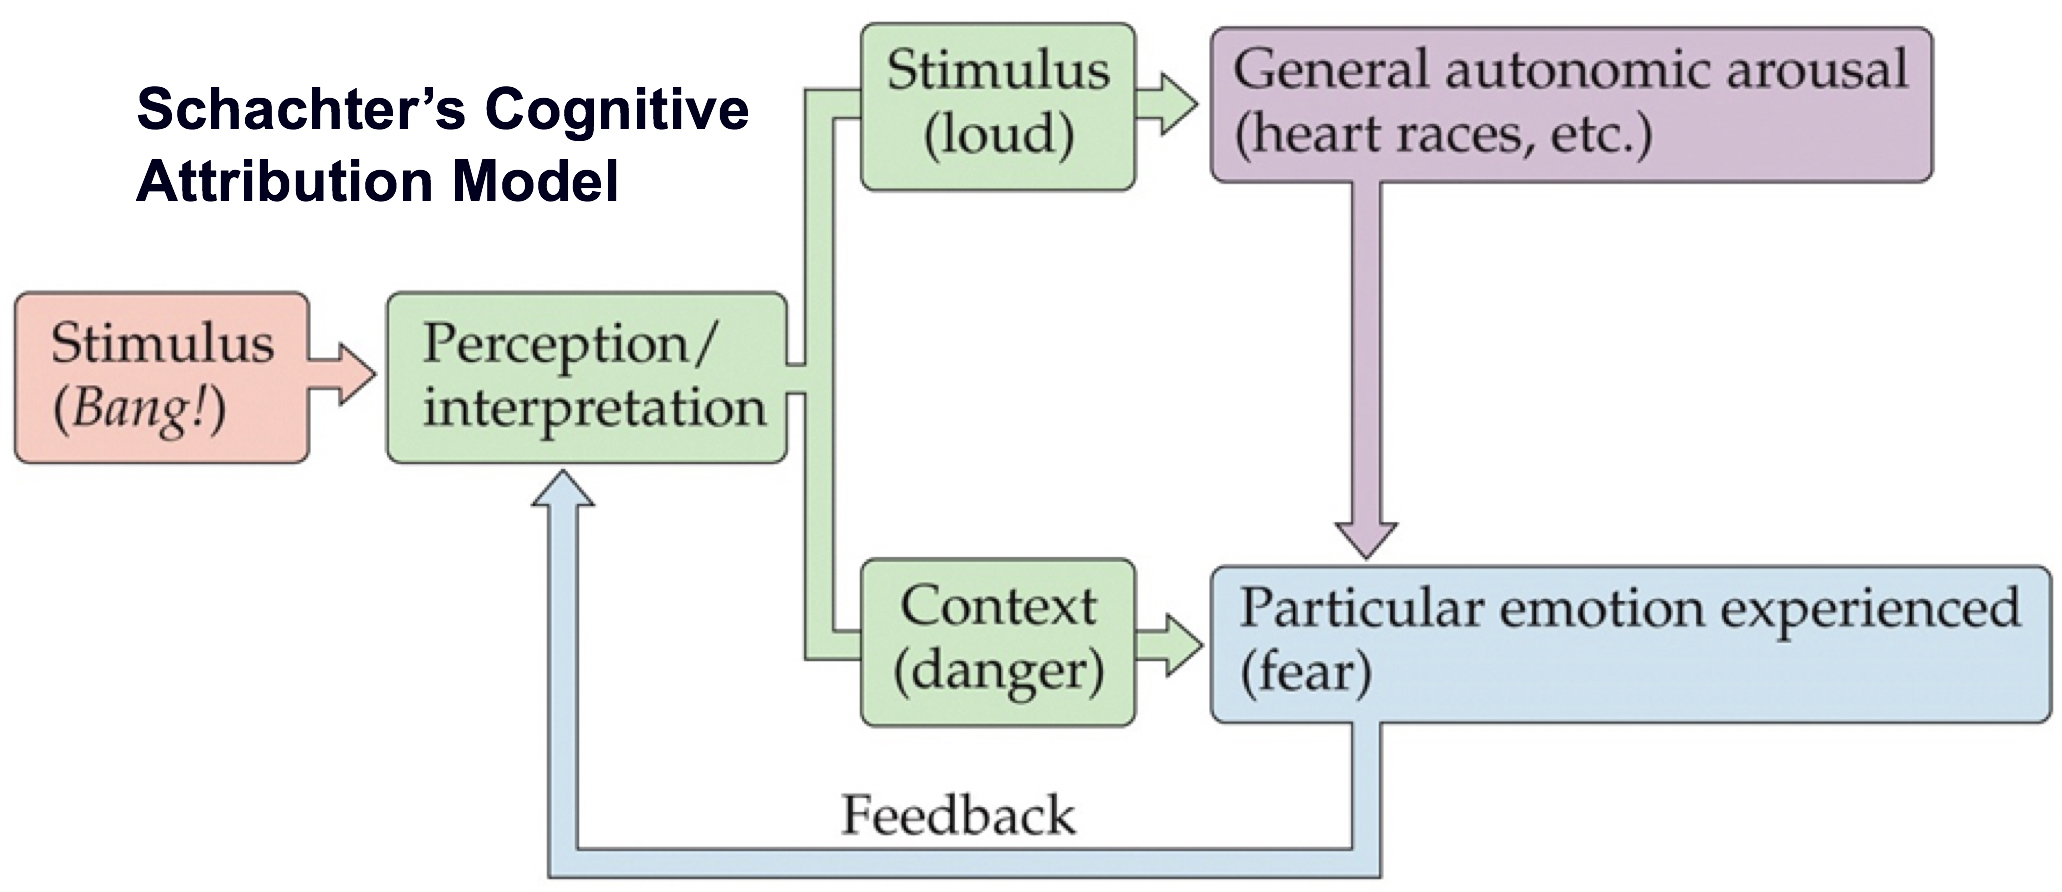 Schachter’s Cognitive
Attribution Model
Stimulus
(Bang!)
Perception/
interpretation
Stimulus
(loud)
General autonomic arousal
(heart races, etc.)
Context
(danger)
Particular emotion experienced
(fear)
Feedback